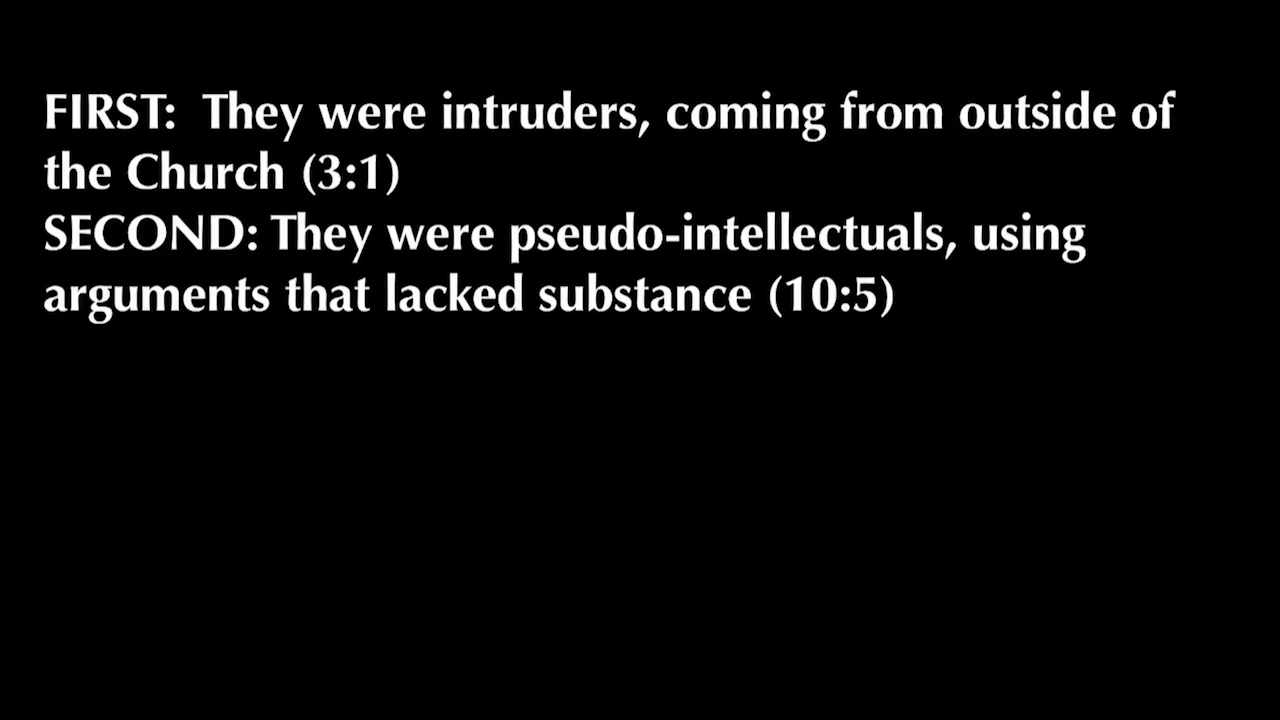 FIRST:  They were intruders, coming from outside of
the Church (3:1)
SECOND: They were pseudo-intellectuals, using
arguments that lacked substance (10:5)